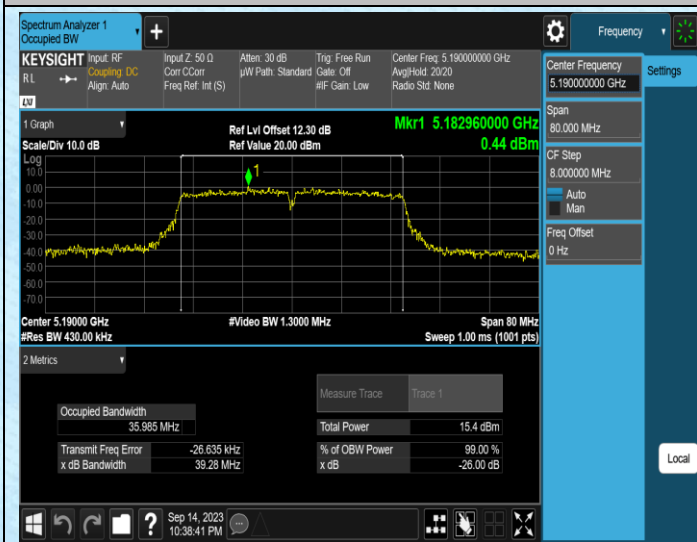 Spectrum Analyzer 1
Occupied BW
Frequency
KEYSIGHT
RL
LXI
Input: RF
Coupling: DC
Align: Auto
Input Z: 50 Ω
Corr CCorr
Freq Ref: Int (S)
Atten: 30 dB
µW Path: Standard
Trig: Free Run
Gate: Off
#IF Gain: Low
Center Freq: 5.190000000 GHz
Avg|Hold: 20/20
Radio Std: None
Center Frequency
5.190000000 GHz
Settings
Span
80.000 MHz
CF Step
8.000000 MHz
Auto
Man
Freq Offset
0 Hz
1 Graph
Scale/Div 10.0 dB
Ref Lvl Offset 12.30 dB
Ref Value 20.00 dBm
Mkr1 5.182960000 GHz
0.44 dBm
Log
10.0
0.00
-10.0
-20.0
-30.0
-40.0
-50.0
-60.0
-70.0
1
Center 5.19000 GHz
#Res BW 430.00 kHz
#Video BW 1.3000 MHz
Span 80 MHz
Sweep 1.00 ms (1001 pts)
2 Metrics
Measure Trace
Trace 1
Occupied Bandwidth
35.985 MHz
Total Power
15.4 dBm
Transmit Freq Error
-26.635 kHz
% of OBW Power
99.00 %
x dB Bandwidth
39.28 MHz
x dB
-26.00 dB
Local
?
Sep 14, 2023
10:38:41 PM